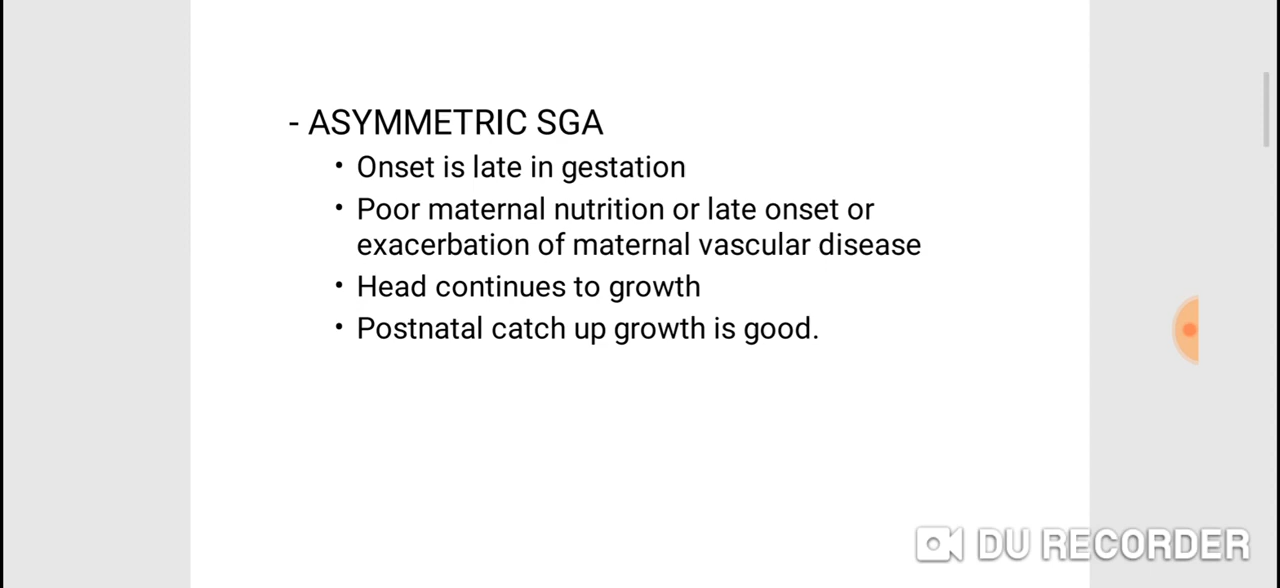 - ASYMMETRIC SGA
• Onset is late in gestation
• Poor maternal nutrition or late onset or
exacerbation of maternal vascular disease
• Head continues to growth
• Postnatal catch up growth is good.
DU RECORDER